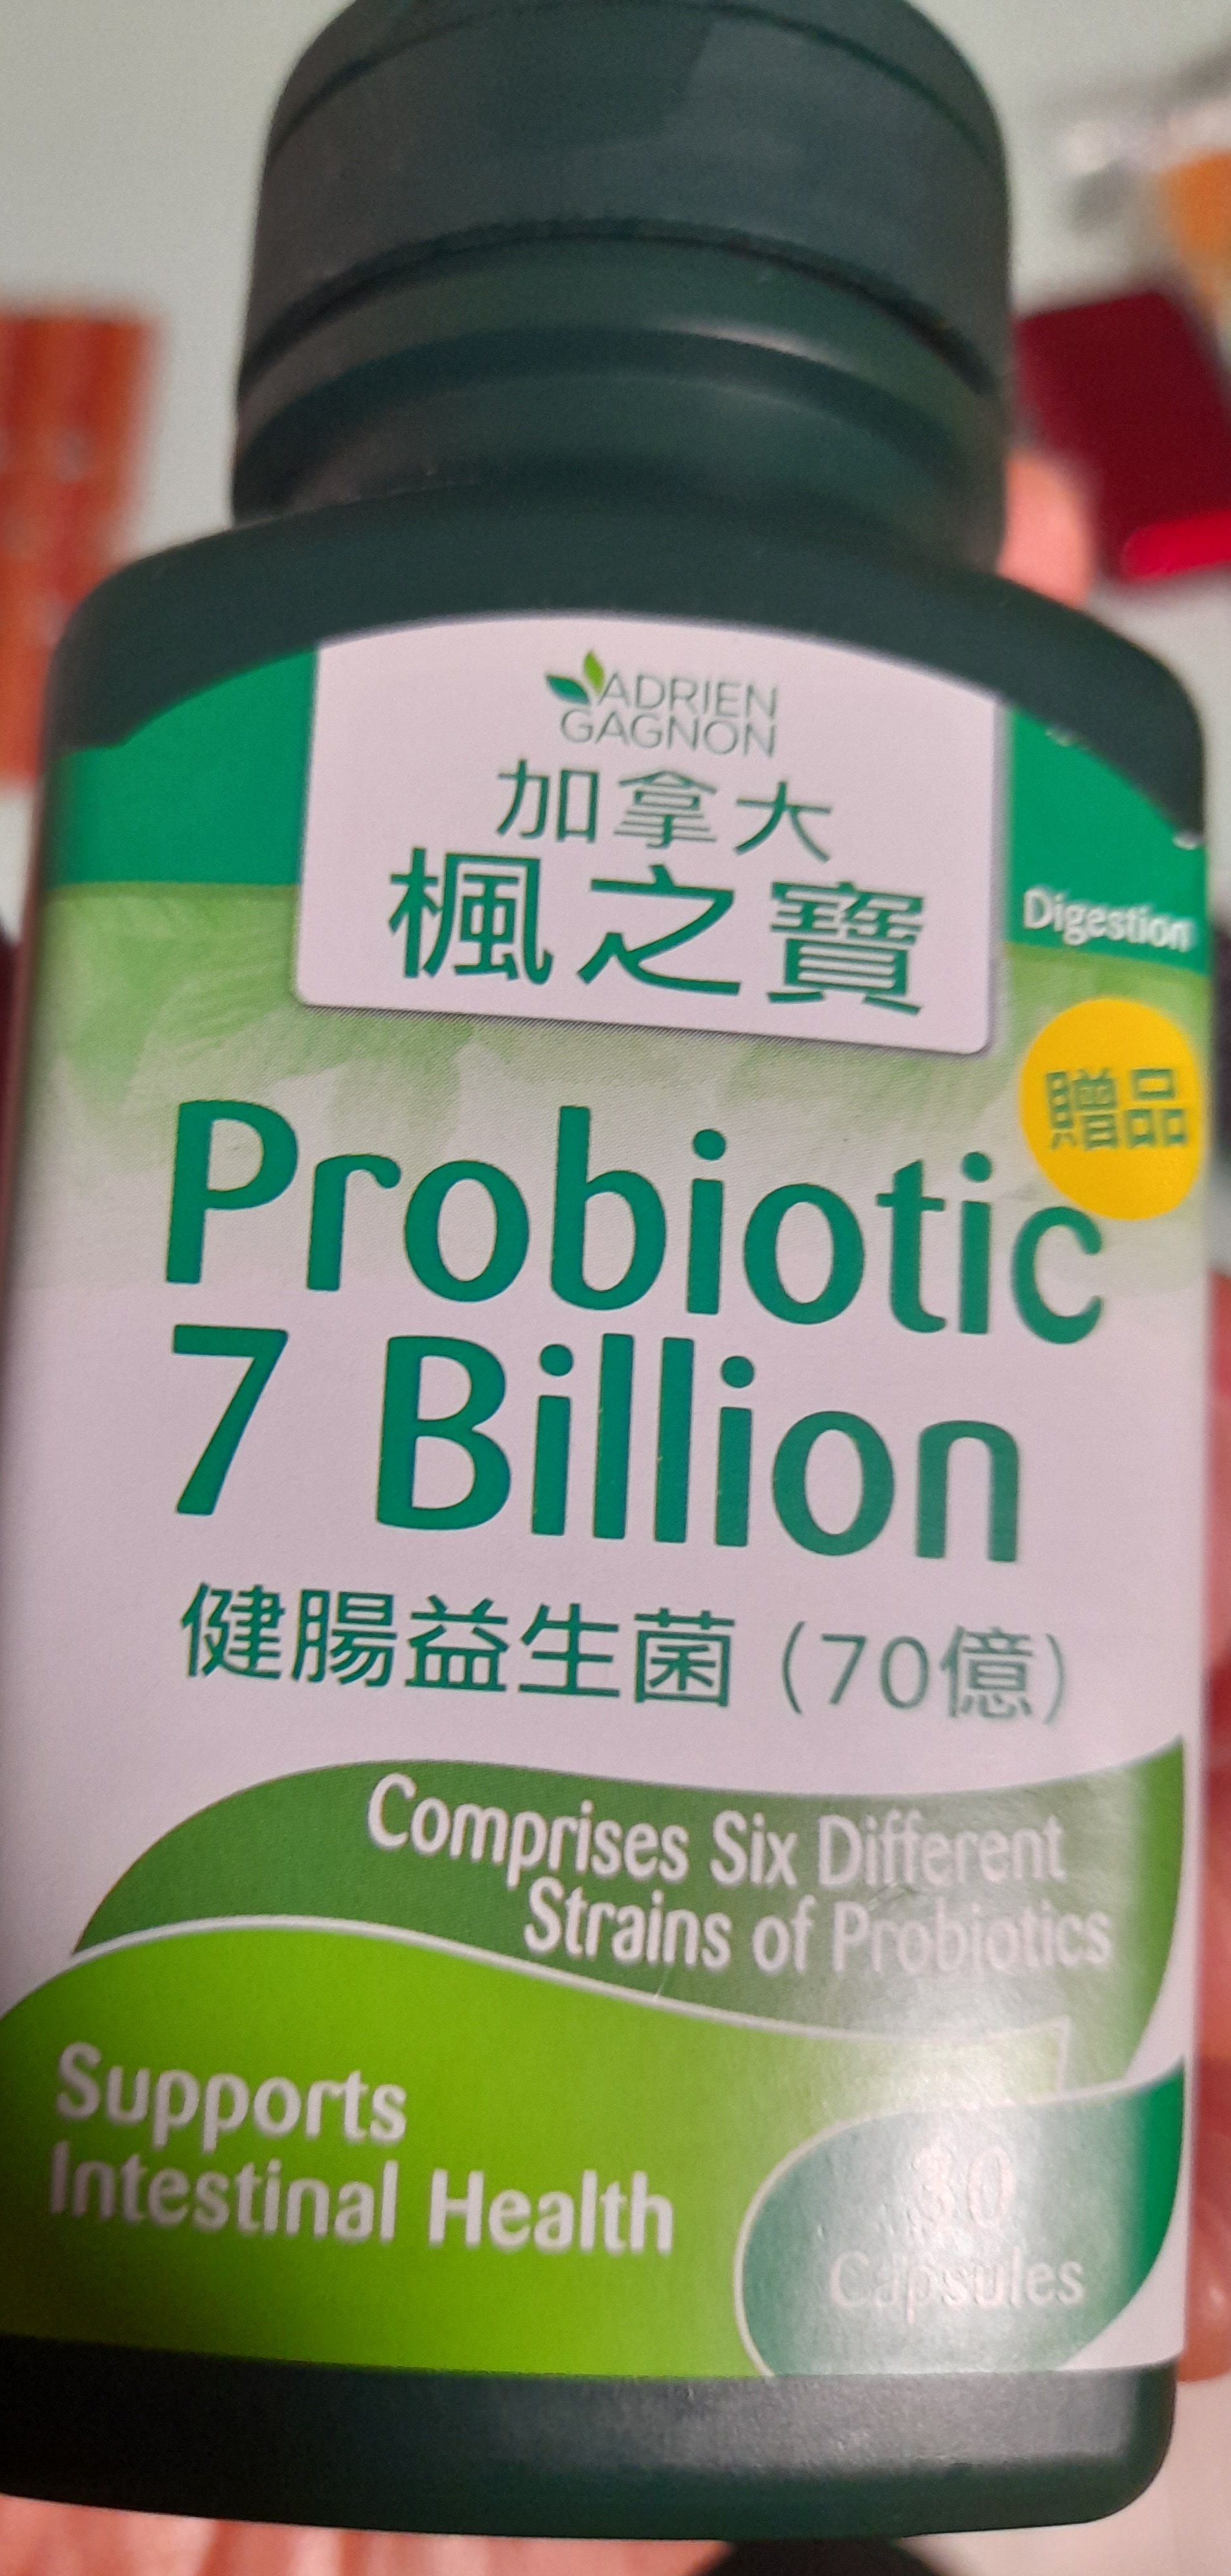 ADRIEN
GAGNON
加拿大
楓之寶
Digestion
贈品
Probiotic
7 Billion
健腸益生菌（70億）
Comprises Six Different
Strains of Probiotics
Supports
Intestinal Health
30
Capsules